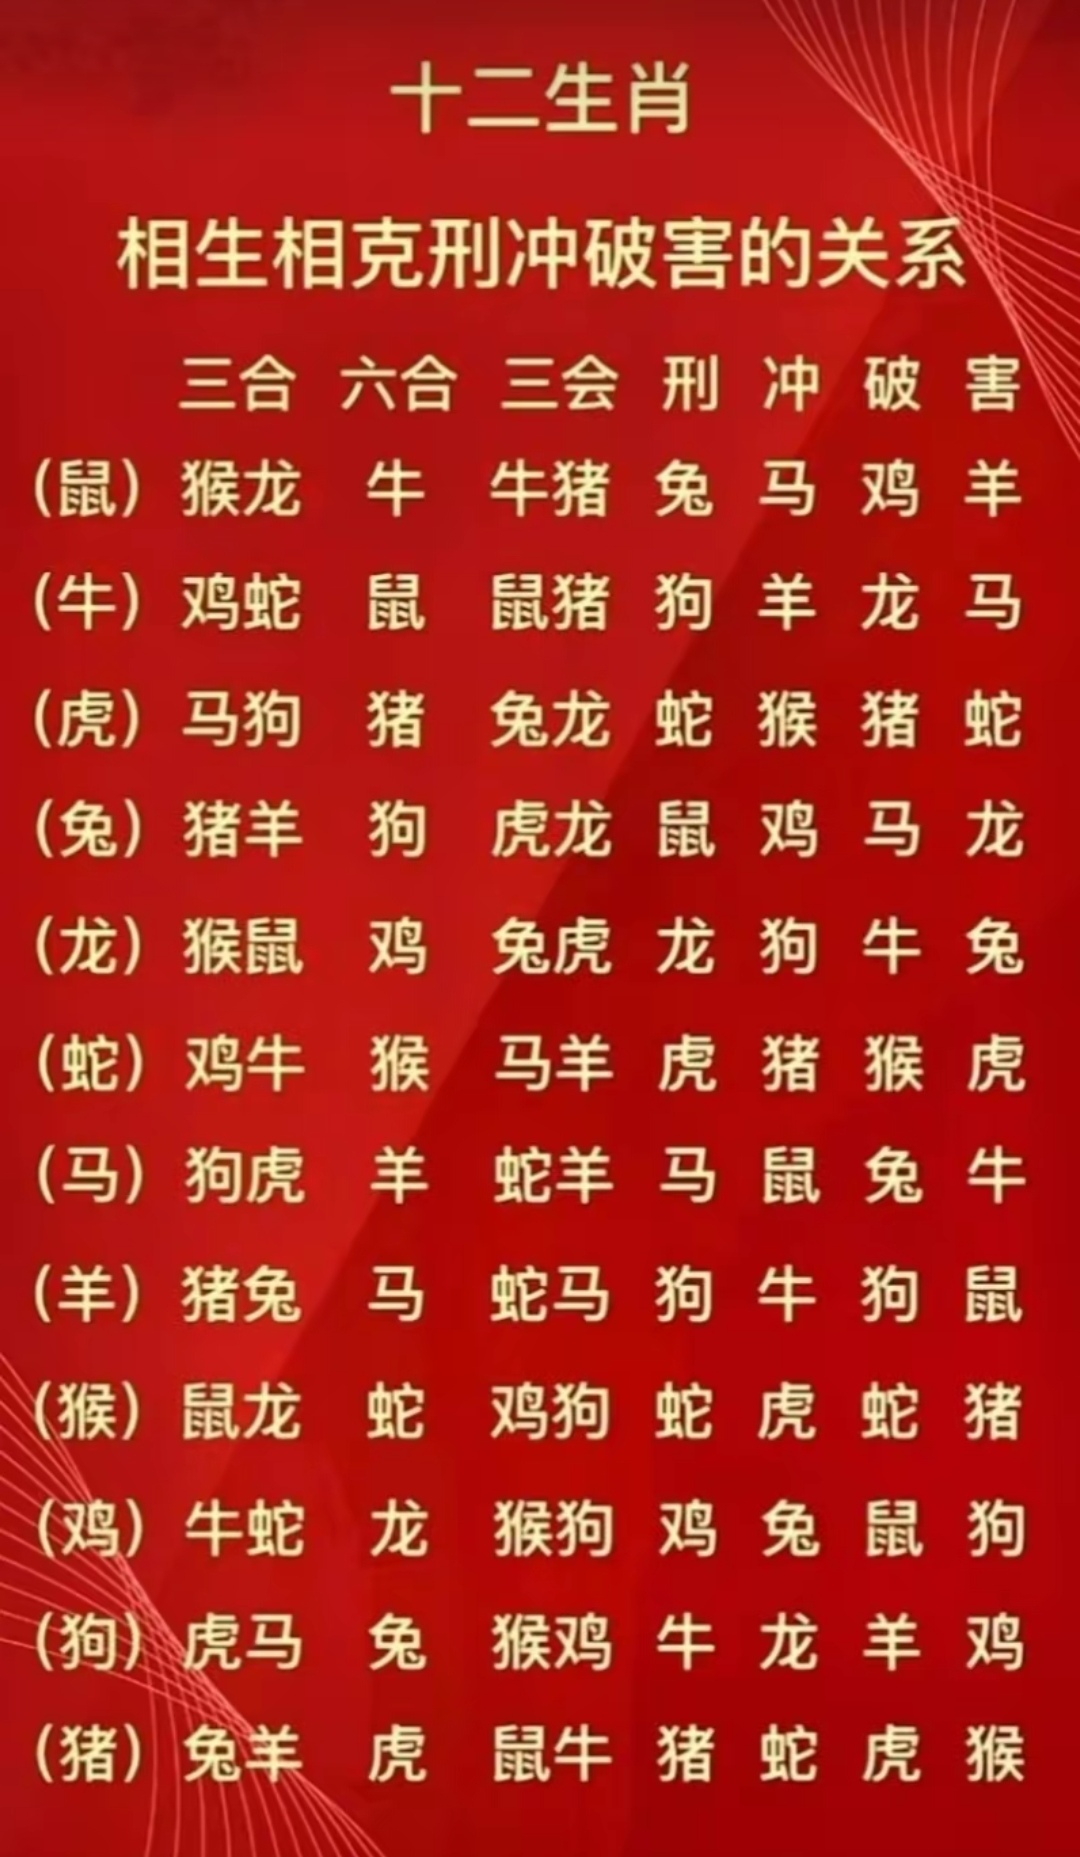 十二生肖
相生相克刑冲破害的关系
三合 六合 三会 刑 冲 破 害
（鼠）猴龙 牛 牛猪 兔 马 鸡 羊
（牛）鸡蛇 鼠 鼠猪 狗 羊 龙 马
（虎）马狗 猪 兔龙 蛇 猴 猪 蛇
（兔）猪羊 狗 虎龙 鼠 鸡 马 龙
（龙）猴鼠 鸡 兔虎 龙 狗 牛 兔
（蛇）鸡牛 猴 马羊 虎 猪 猴 虎
（马）狗虎 羊 蛇羊 马 鼠 兔 牛
（羊）猪兔 马 蛇马 狗 牛 狗 鼠
（猴）鼠龙 蛇 鸡狗 蛇 虎 蛇 猪
（鸡）牛蛇 龙 猴狗 鸡 兔 鼠 狗
（狗）虎马 兔 猴鸡 牛 龙 羊 鸡
（猪）兔羊 虎 鼠牛 猪 蛇 虎 猴